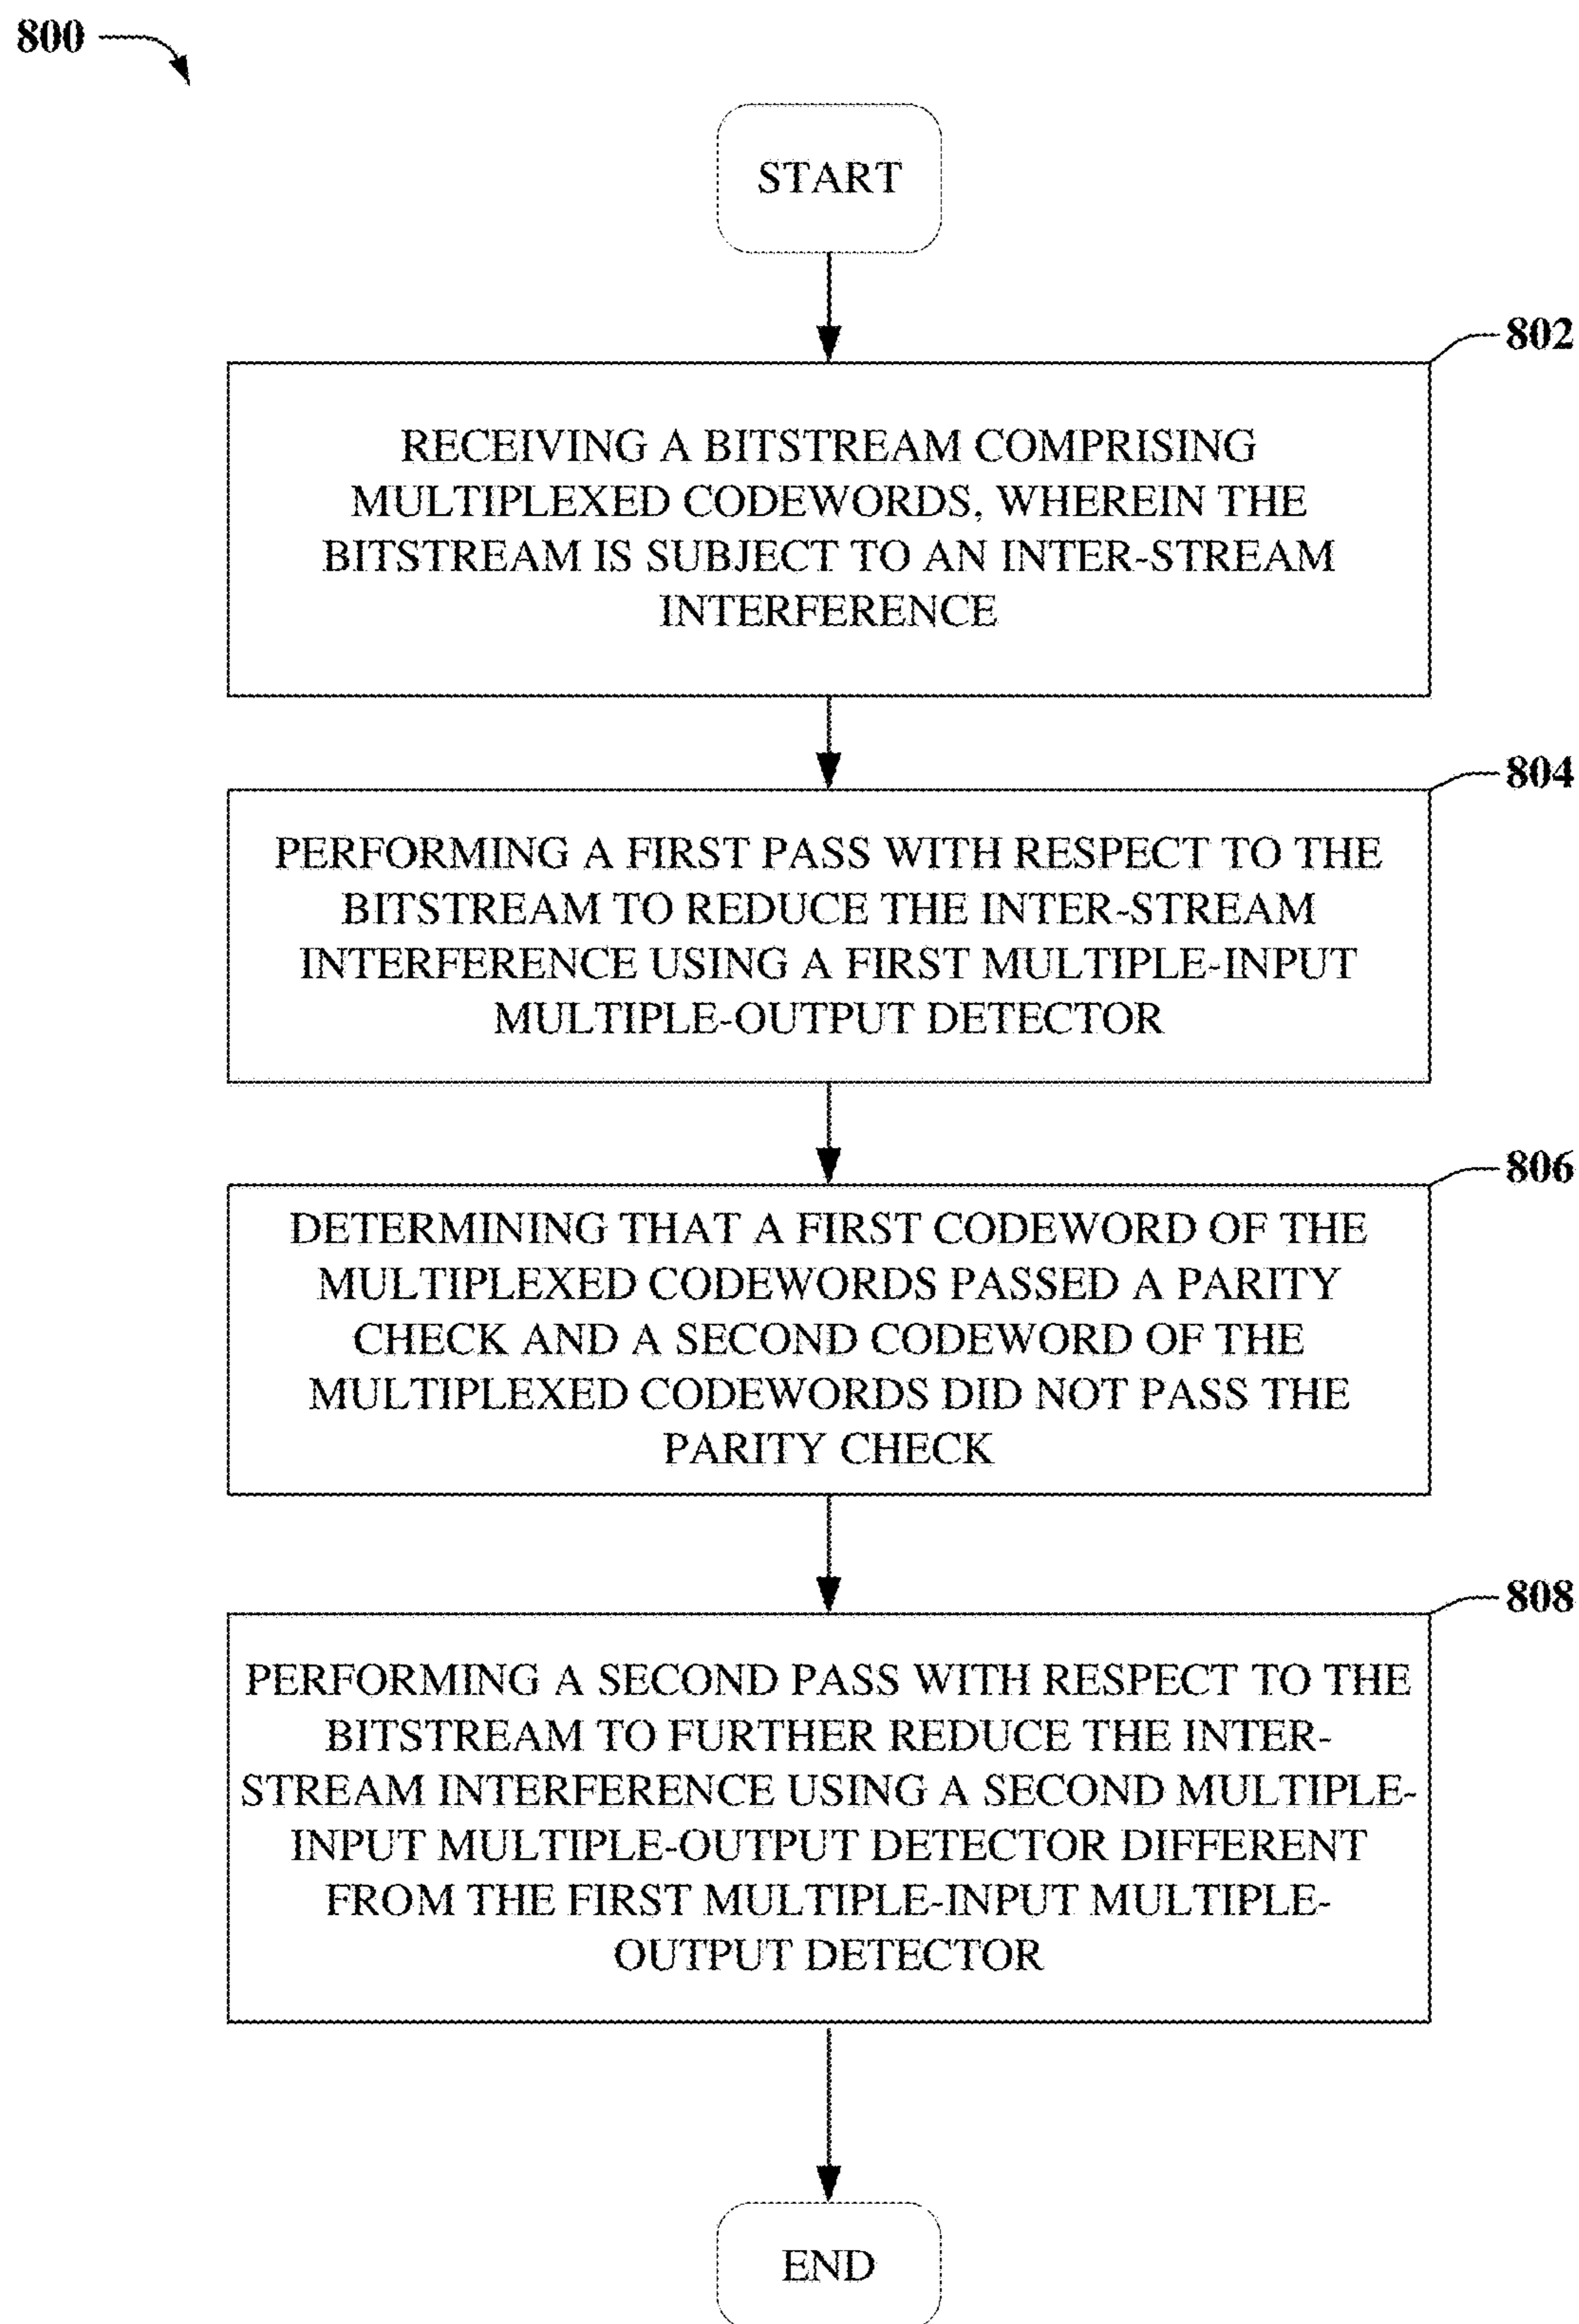 800
START
802
RECEIVING A BITSTREAM COMPRISING
MULTIPLEXED CODEWORDS, WHEREIN THE
BITSTREAM IS SUBJECT TO AN INTER-STREAM
INTERFERENCE
804
PERFORMING A FIRST PASS WITH RESPECT TO THE
BITSTREAM TO REDUCE THE INTER-STREAM
INTERFERENCE USING A FIRST MULTIPLE-INPUT
MULTIPLE-OUTPUT DETECTOR
806
DETERMINING THAT A FIRST CODEWORD OF THE
MULTIPLEXED CODEWORDS PASSED A PARITY
CHECK AND A SECOND CODEWORD OF THE
MULTIPLEXED CODEWORDS DID NOT PASS THE
PARITY CHECK
808
PERFORMING A SECOND PASS WITH RESPECT TO THE
BITSTREAM TO FURTHER REDUCE THE INTER-
STREAM INTERFERENCE USING A SECOND MULTIPLE-
INPUT MULTIPLE-OUTPUT DETECTOR DIFFERENT
FROM THE FIRST MULTIPLE-INPUT MULTIPLE-
OUTPUT DETECTOR
END